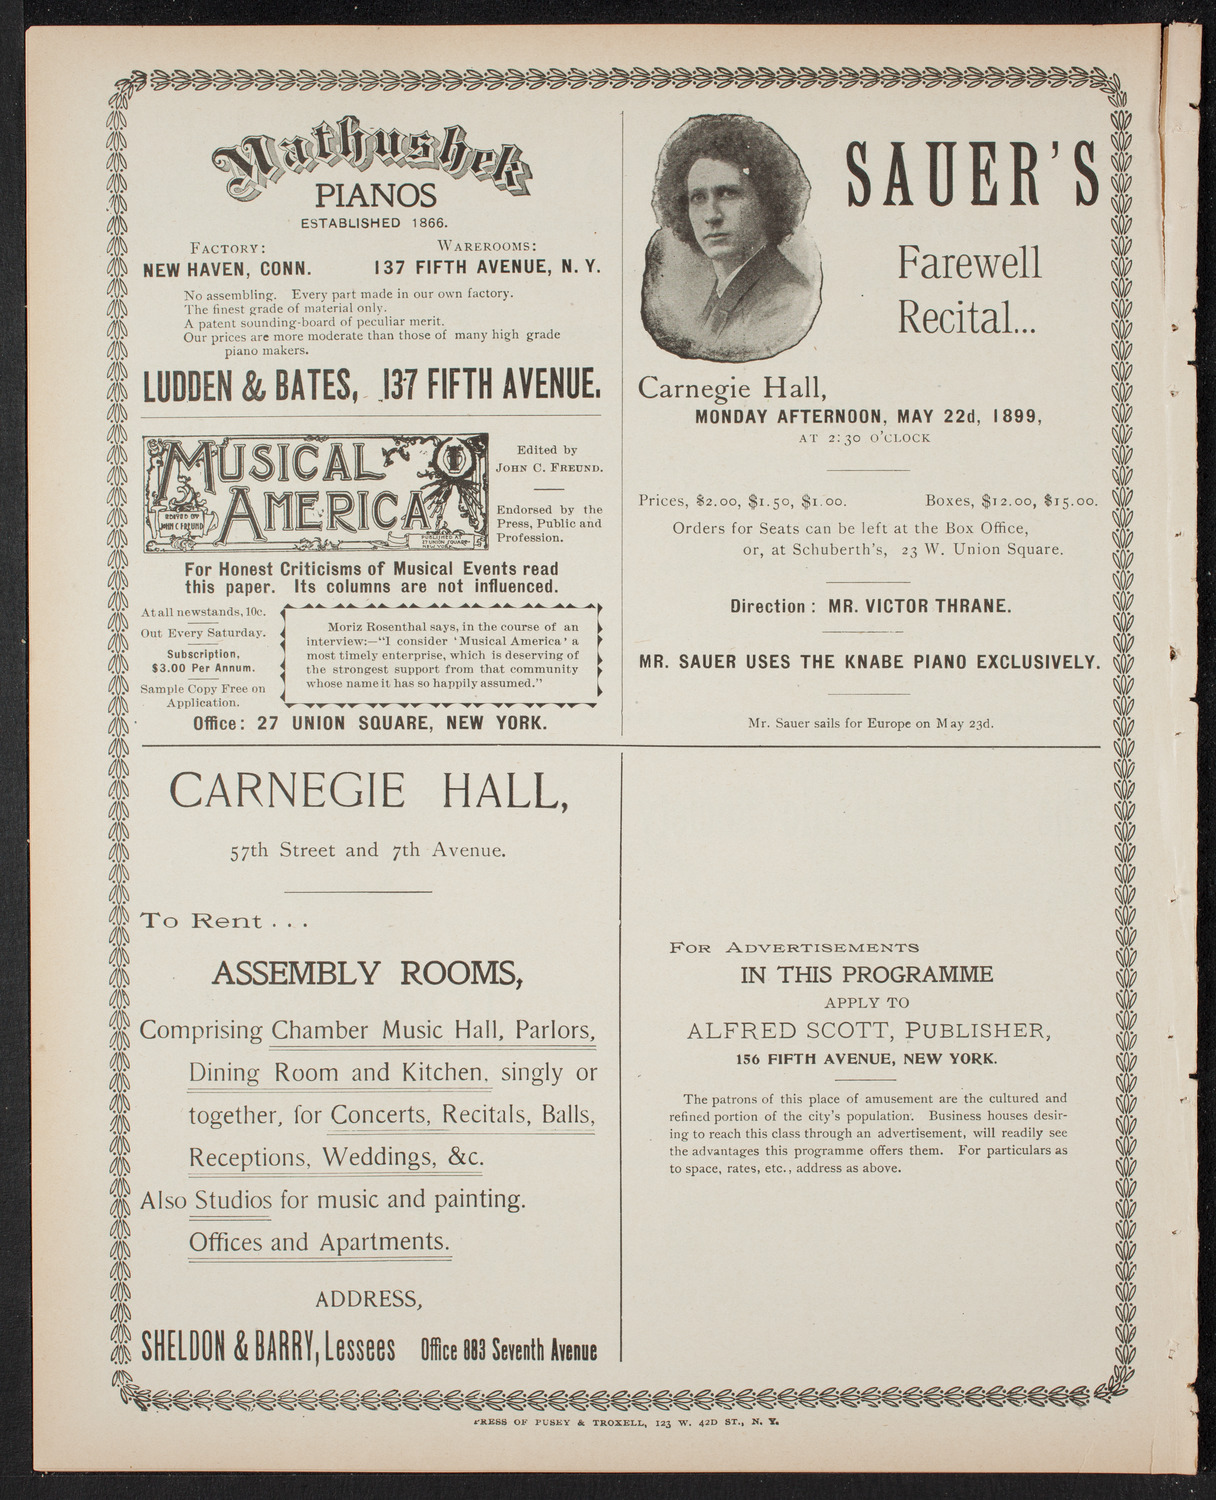 Mathushek
PIANOS
ESTABLISHED 1866.
FACTORY:
NEW HAVEN, CONN.
WAREROOMS:
137 FIFTH AVENUE, N. Y.
No assembling. Every part made in our own factory.
The finest grade of material only.
A patent sounding-board of peculiar merit.
Our prices are more moderate than those of many high grade
piano makers.
LUDDEN & BATES, 137 FIFTH AVENUE.
MUSICAL
AMERICA
EDITED BY
JOHN C FREUND
PUBLISHED AT
27 UNION SQUARE
NEW YORK
Edited by
JOHN C. FREUND.
Endorsed by the
Press, Public and
Profession.
For Honest Criticisms of Musical Events read
this paper. Its columns are not influenced.
At all newstands, 10c.
Out Every Saturday.
Subscription,
$3.00 Per Annum.
Sample Copy Free on
Application.
Moriz Rosenthal says, in the course of an
interview:—“I consider ‘Musical America’ a
most timely enterprise, which is deserving of
the strongest support from that community
whose name it has so happily assumed.”
Office: 27 UNION SQUARE, NEW YORK.
SAUER'S
Farewell
Recital...
Carnegie Hall,
MONDAY AFTERNOON, MAY 22d, 1899,
AT 2:30 O'CLOCK
Prices, $2.00, $1.50, $1.00. Boxes, $12.00, $15.00.
Orders for Seats can be left at the Box Office,
or, at Schuberth's, 23 W. Union Square.
Direction: MR. VICTOR THRANE.
MR. SAUER USES THE KNABE PIANO EXCLUSIVELY.
Mr. Sauer sails for Europe on May 23d.
CARNEGIE HALL,
57th Street and 7th Avenue.
To Rent . . .
ASSEMBLY ROOMS,
Comprising Chamber Music Hall, Parlors,
Dining Room and Kitchen, singly or
together, for Concerts, Recitals, Balls,
Receptions, Weddings, &c.
Also Studios for music and painting.
Offices and Apartments.
ADDRESS,
SHELDON & BARRY, Lessees Office 883 Seventh Avenue
FOR ADVERTISEMENTS
IN THIS PROGRAMME
APPLY TO
ALFRED SCOTT, PUBLISHER,
156 FIFTH AVENUE, NEW YORK.
The patrons of this place of amusement are the cultured and
refined portion of the city's population. Business houses desir-
ing to reach this class through an advertisement, will readily see
the advantages this programme offers them. For particulars as
to space, rates, etc., address as above.
PRESS OF PUSEY & TROXELL, 123 W. 42D ST., N. Y.